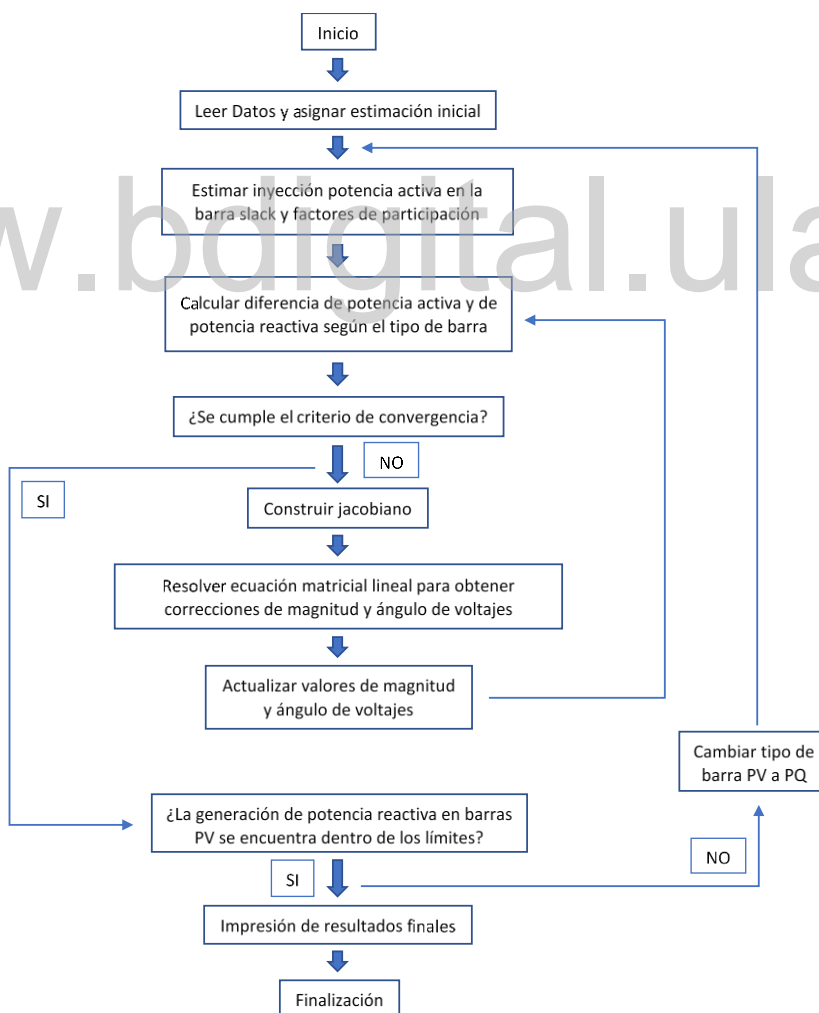 Inicio
Leer Datos y asignar estimación inicial
Estimar inyección potencia activa en la
barra slack y factores de participación
w.bdigital.ula
Calcular diferencia de potencia activa y de
potencia reactiva según el tipo de barra
¿Se cumple el criterio de convergencia?
NO
SI
Construir jacobiano
Resolver ecuación matricial lineal para obtener
correcciones de magnitud y ángulo de voltajes
Actualizar valores de magnitud
y ángulo de voltajes
Cambiar tipo de
barra PV a PQ
¿La generación de potencia reactiva en barras
PV se encuentra dentro de los límites?
NO
SI
Impresión de resultados finales
Finalización